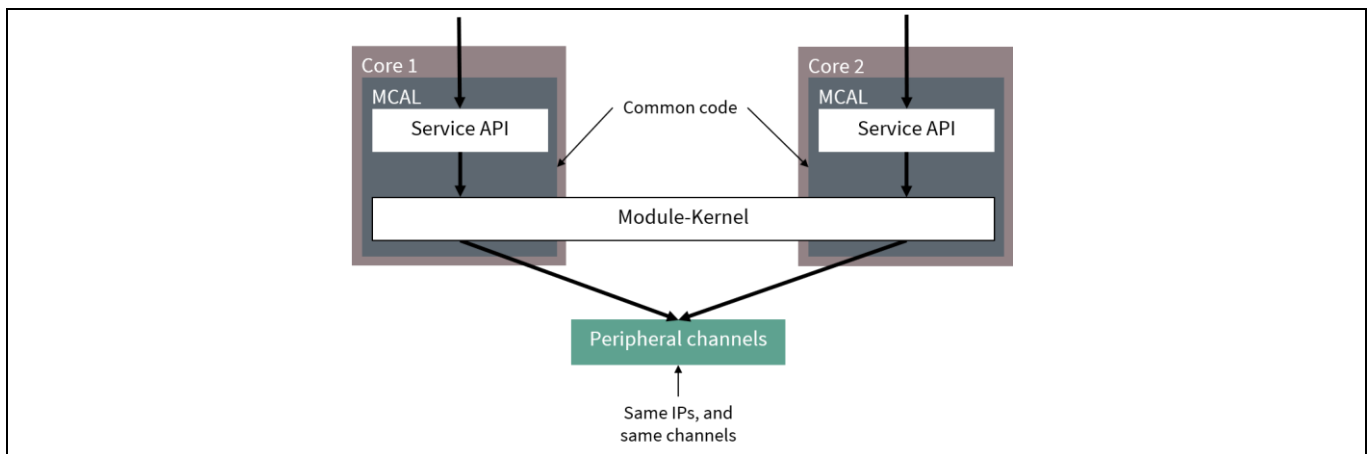 Core 1
MCAL
Service API
Common code
Core 2
MCAL
Service API
Module-Kernel
Peripheral channels
Same IPs, and
same channels